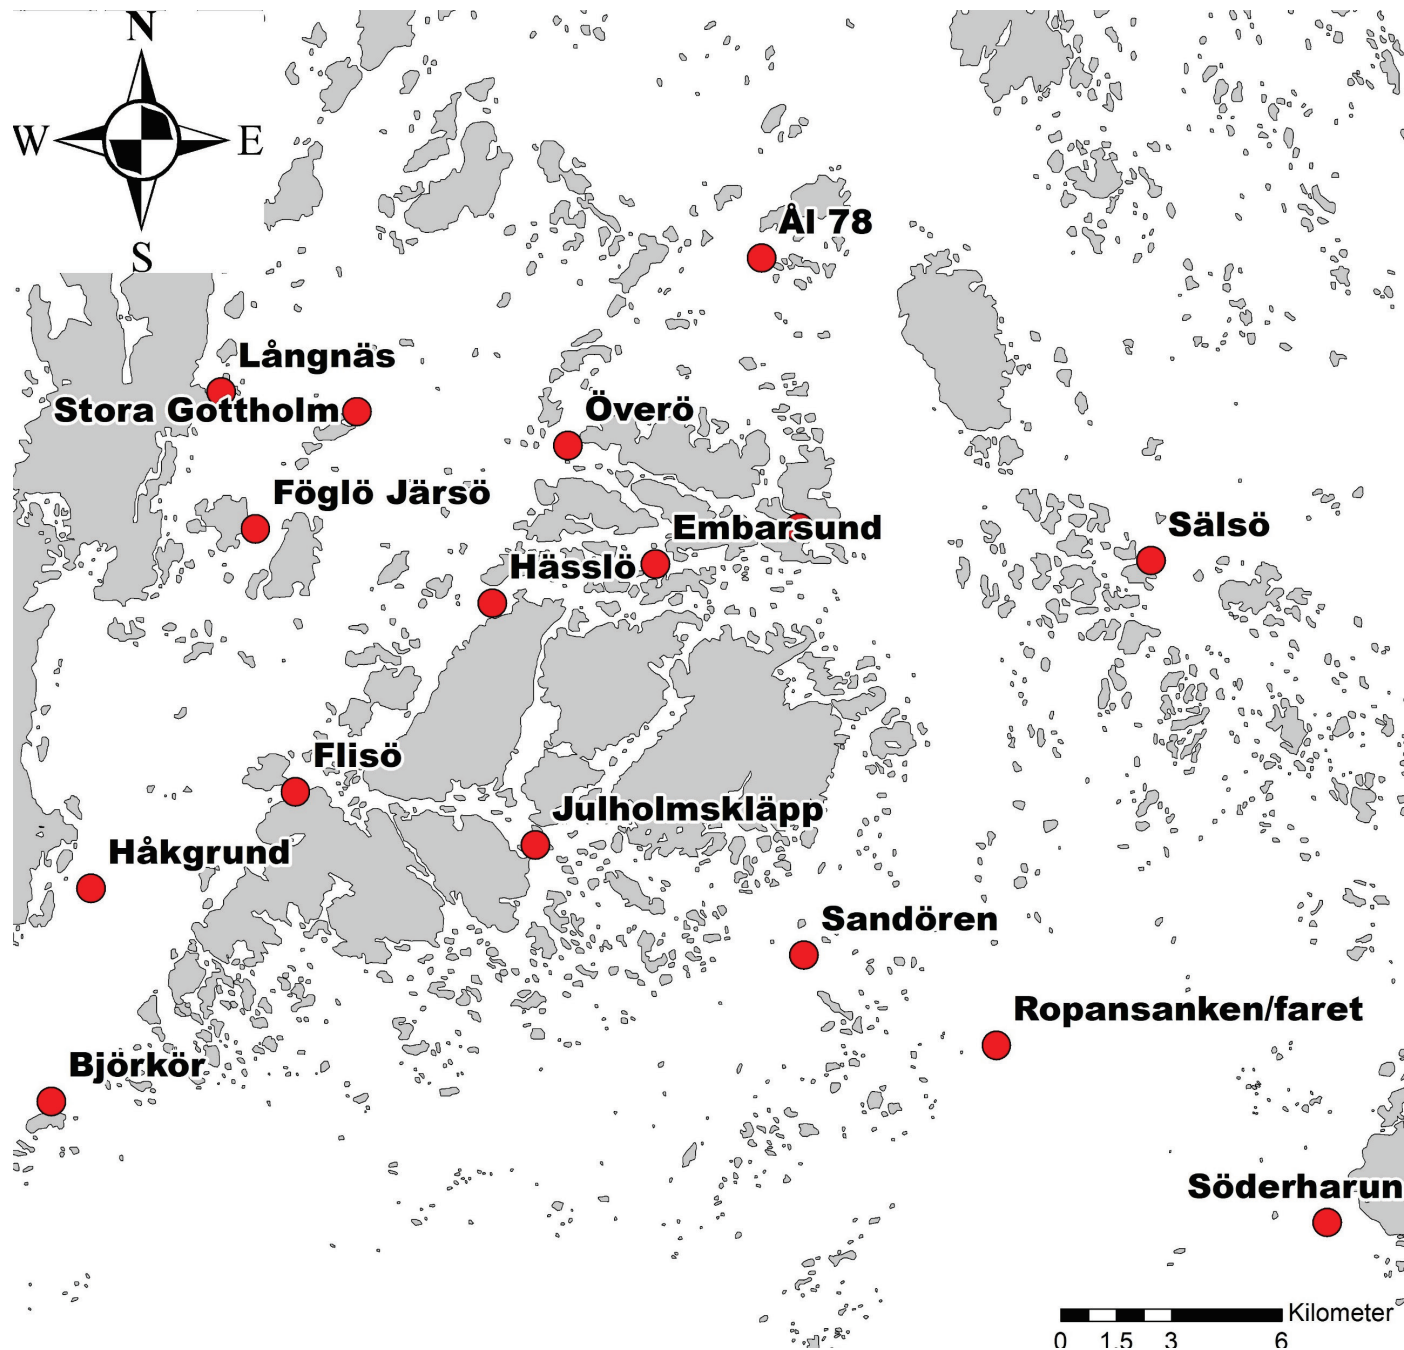 N
W E
S
Ål 78
Långnäs
Stora Gottholm
Överö
Föglö Järsö
Embarsund
Sälsö
Hässlö
Flisö
Julholmskläpp
Håkgrund
Sandören
Ropansanken/faret
Björkör
Söderharun
Kilometer
0 1,5 3 6